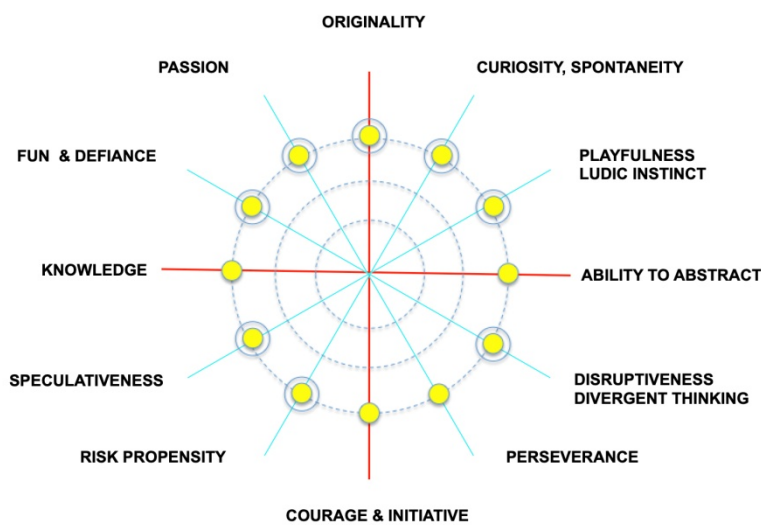 ORIGINALITY
PASSION
CURIOSITY, SPONTANEITY
FUN & DEFIANCE
PLAYFULNESS
LUDIC INSTINCT
KNOWLEDGE
ABILITY TO ABSTRACT
SPECULATIVENESS
DISRUPTIVENESS
DIVERGENT THINKING
RISK PROPENSITY
PERSEVERANCE
COURAGE & INITIATIVE